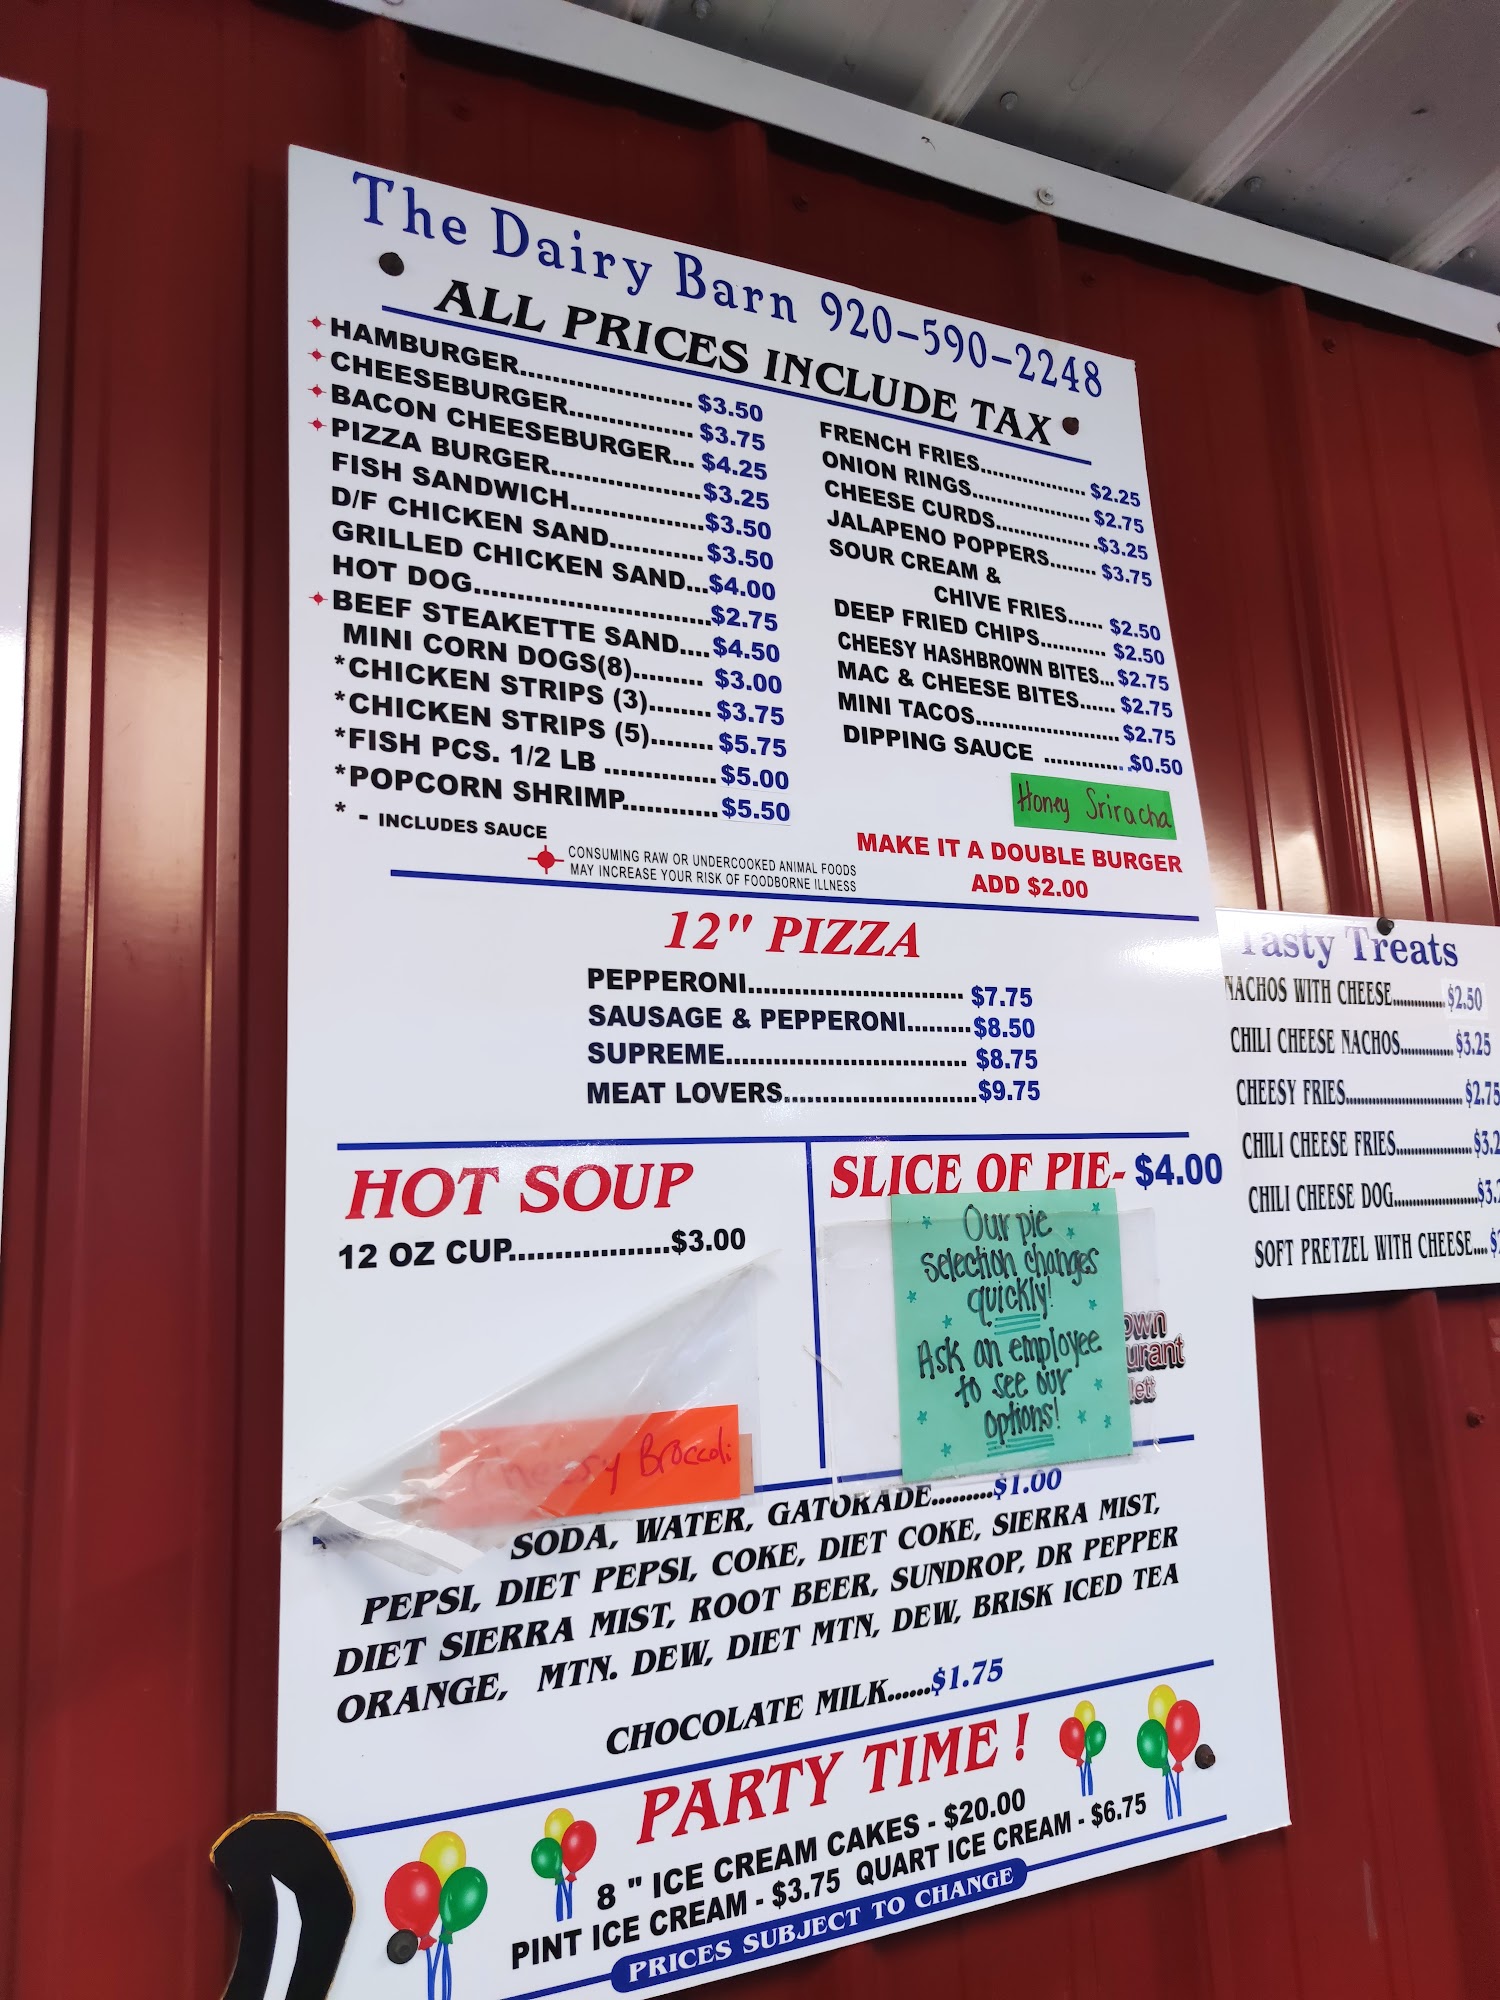 The Dairy Barn 920-590-2248
ALL PRICES INCLUDE TAX
HAMBURGER..................... $3.50
CHEESEBURGER................ $3.75
BACON CHEESEBURGER... $4.25
PIZZA BURGER...................$3.25
FISH SANDWICH.................$3.50
D/F CHICKEN SAND............$3.50
GRILLED CHICKEN SAND...$4.00
HOT DOG..............................$2.75
BEEF STEAKETTE SAND....$4.50
MINI CORN DOGS(8)......... $3.00
*CHICKEN STRIPS (3)........ $3.75
*CHICKEN STRIPS (5)........ $5.75
*FISH PCS. 1/2 LB .............. $5.00
*POPCORN SHRIMP............ $5.50
* - INCLUDES SAUCE
CONSUMING RAW OR UNDERCOOKED ANIMAL FOODS
MAY INCREASE YOUR RISK OF FOODBORNE ILLNESS
FRENCH FRIES................ $2.25
ONION RINGS.................. $2.75
CHEESE CURDS...............$3.25
JALAPENO POPPERS........ $3.75
SOUR CREAM &
CHIVE FRIES...... $2.50
DEEP FRIED CHIPS........... $2.50
CHEESY HASHBROWN BITES... $2.75
MAC & CHEESE BITES...... $2.75
MINI TACOS...................... $2.75
DIPPING SAUCE .............. $0.50
Honey Sriracha
MAKE IT A DOUBLE BURGER
ADD $2.00
12" PIZZA
PEPPERONI............................ $7.75
SAUSAGE & PEPPERONI.........$8.50
SUPREME................................ $8.75
MEAT LOVERS..........................$9.75
HOT SOUP
12 OZ CUP...................$3.00
Cheesy Broccoli
SLICE OF PIE- $4.00
Our pie
selection changes
quickly!
Ask an employee
to see our
options!
own
urant
lett
SODA, WATER, GATORADE.........$1.00
PEPSI, DIET PEPSI, COKE, DIET COKE, SIERRA MIST,
DIET SIERRA MIST, ROOT BEER, SUNDROP, DR PEPPER
ORANGE, MTN. DEW, DIET MTN, DEW, BRISK ICED TEA
CHOCOLATE MILK......$1.75
PARTY TIME !
8 " ICE CREAM CAKES - $20.00
PINT ICE CREAM - $3.75 QUART ICE CREAM - $6.75
PRICES SUBJECT TO CHANGE
Tasty Treats
NACHOS WITH CHEESE............. $2.50
CHILI CHEESE NACHOS............. $3.25
CHEESY FRIES............................. $2.75
CHILI CHEESE FRIES................... $3.2
CHILI CHEESE DOG.....................$3.
SOFT PRETZEL WITH CHEESE.... $